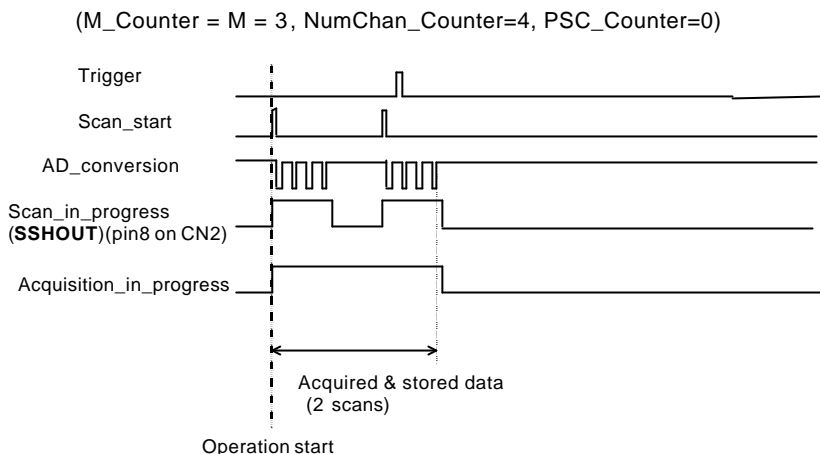 (M_Counter = M = 3, NumChan_Counter=4, PSC_Counter=0)
Trigger
Scan_start
AD_conversion
Scan_in_progress
(SSHOUT)(pin8 on CN2)
Acquisition_in_progress
Acquired & stored data
(2 scans)
Operation start